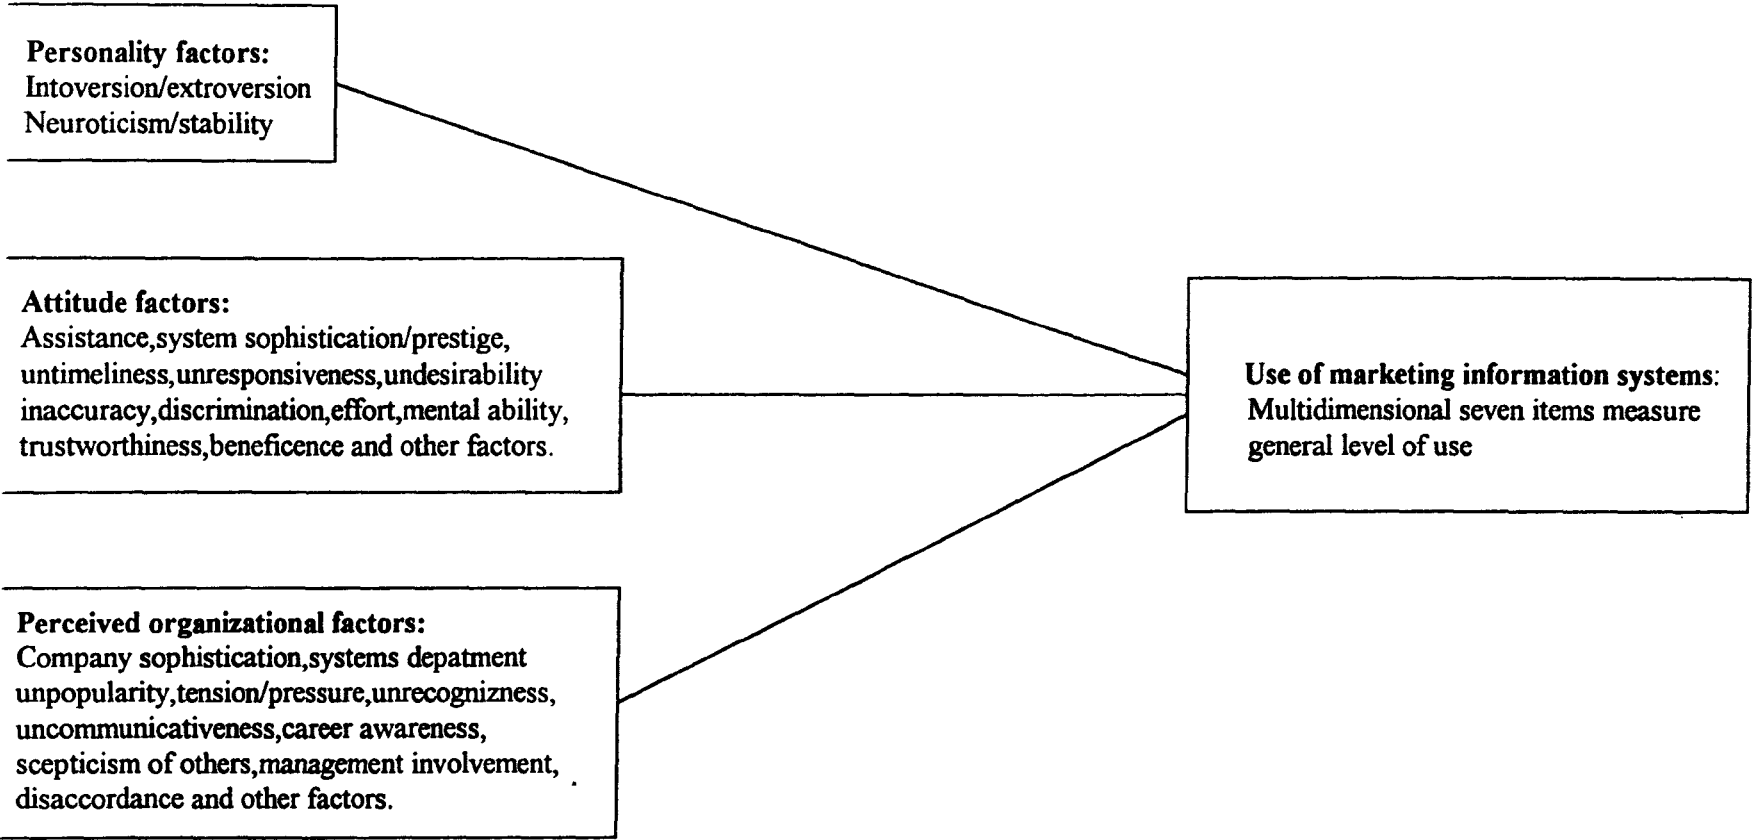 Personality factors:
Intoversion/extroversion
Neuroticism/stability
Attitude factors:
Assistance,system sophistication/prestige,
untimeliness,unresponsiveness,undesirability
inaccuracy,discrimination,effort,mental ability,
trustworthiness,beneficence and other factors.
Use of marketing information systems:
Multidimensional seven items measure
general level of use
Perceived organizational factors:
Company sophistication,systems depatment
unpopularity,tension/pressure,unrecognizness,
uncommunicativeness,career awareness,
scepticism of others,management involvement,
disaccordance and other factors.